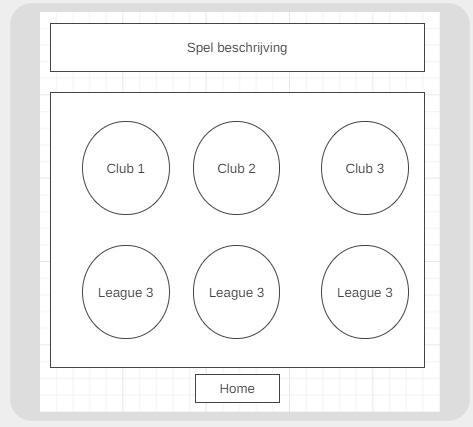 Spel beschrijving
Club 1
Club 2
Club 3
League 3
League 3
League 3
Home